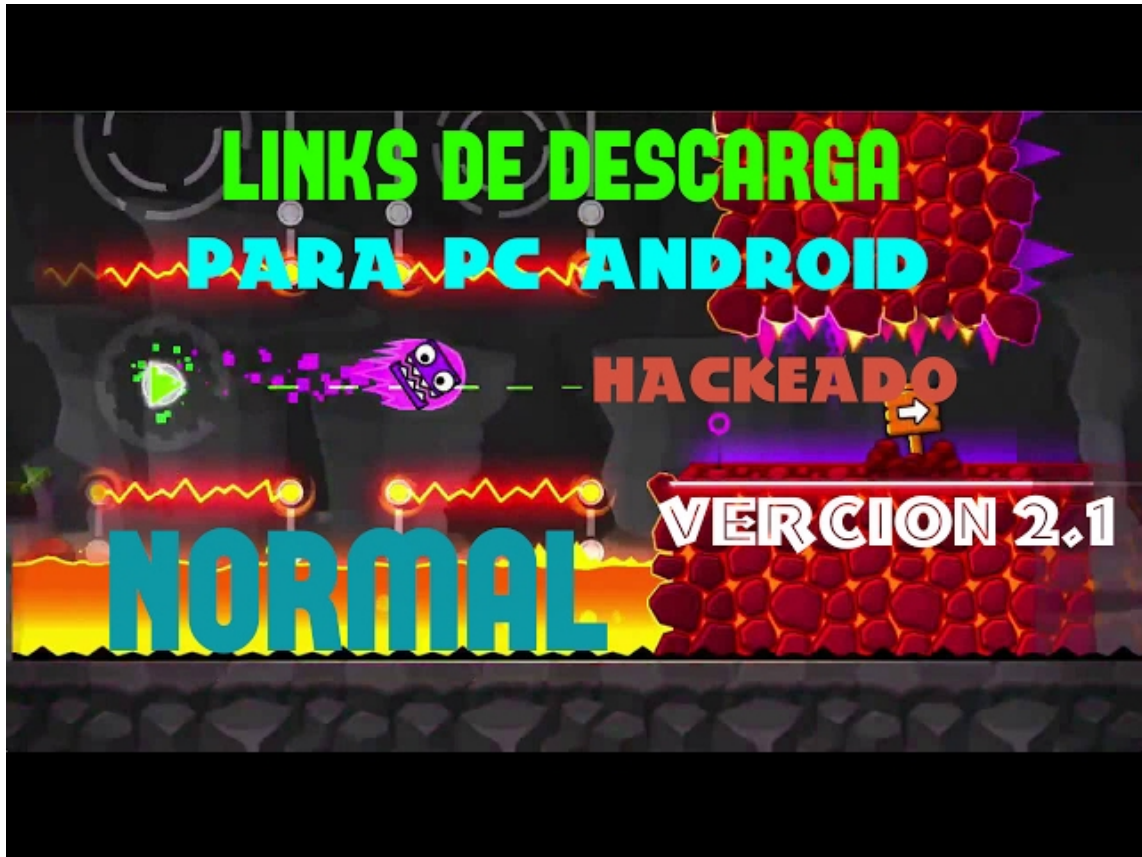 LINKS DE DESCARGA
PARA PC ANDROID
HACKEADO
VERCION 2.1
NORMAL